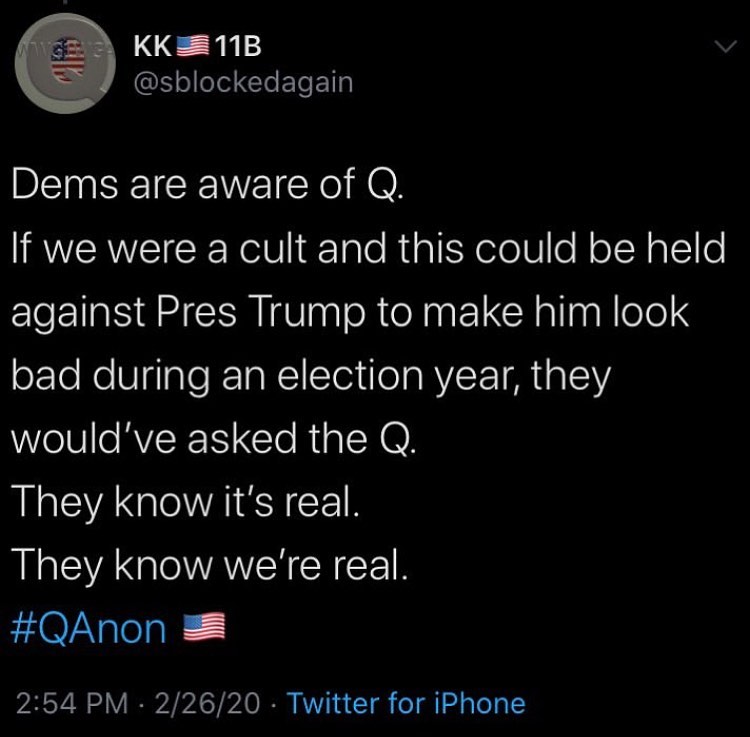 KK🇺🇸11B
@sblockedagain
Dems are aware of Q.
If we were a cult and this could be held
against Pres Trump to make him look
bad during an election year, they
would've asked the Q.
They know it's real.
They know we're real.
#QAnon 🇺🇸
2:54 PM · 2/26/20 · Twitter for iPhone